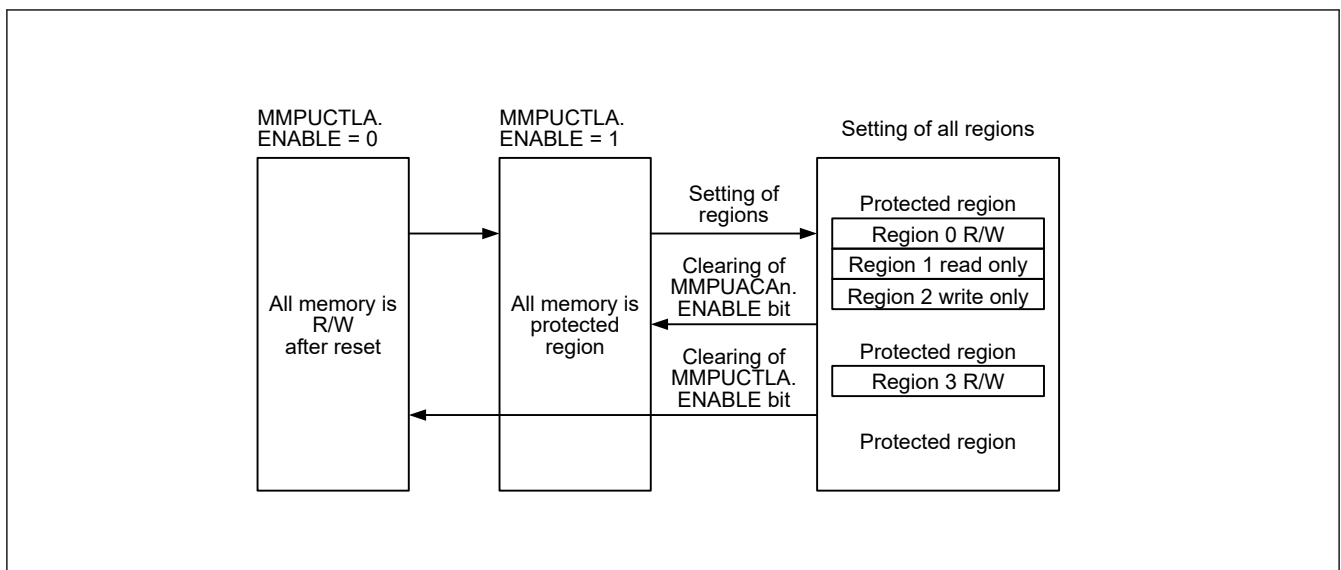 MMPUCTLA.
ENABLE = 0
All memory is
R/W
after reset
MMPUCTLA.
ENABLE = 1
All memory is
protected
region
Setting of
regions
Clearing of
MMPUACAn.
ENABLE bit
Clearing of
MMPUCTLA.
ENABLE bit
Setting of all regions
Protected region
Region 0 R/W
Region 1 read only
Region 2 write only
Protected region
Region 3 R/W
Protected region